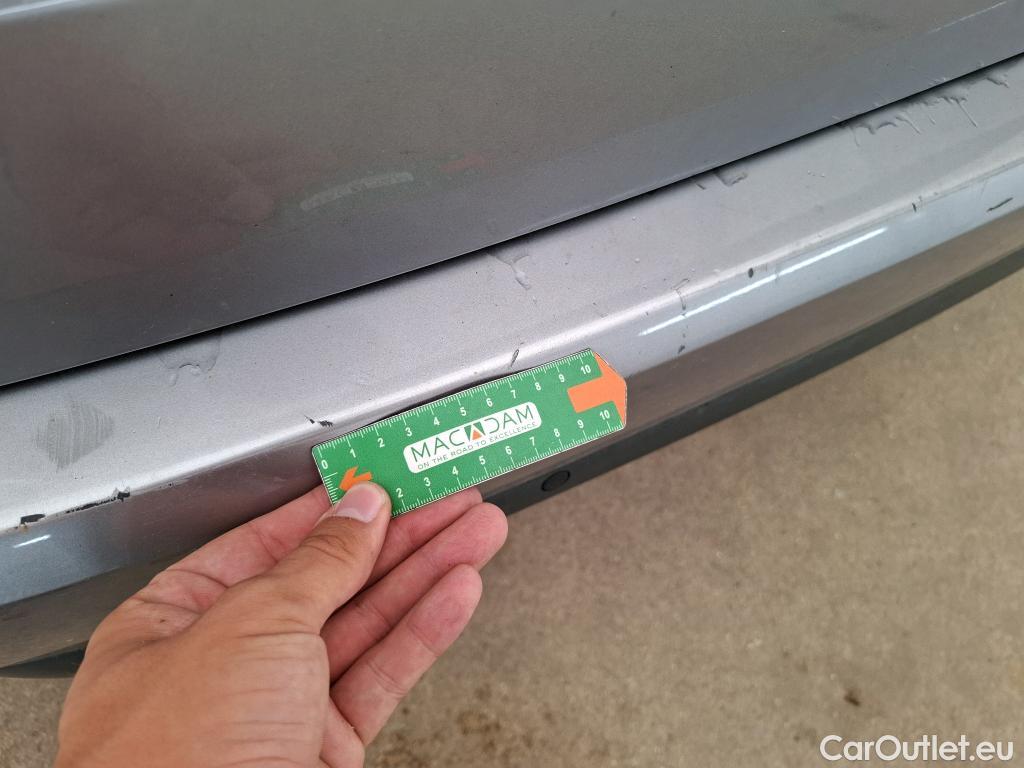 0 1 2 3 4 5 6 7 8 9 10
MACADAM
ON THE ROAD TO EXCELLENCE
2 3 4 5 6 7 8 9 10
CarOutlet.eu